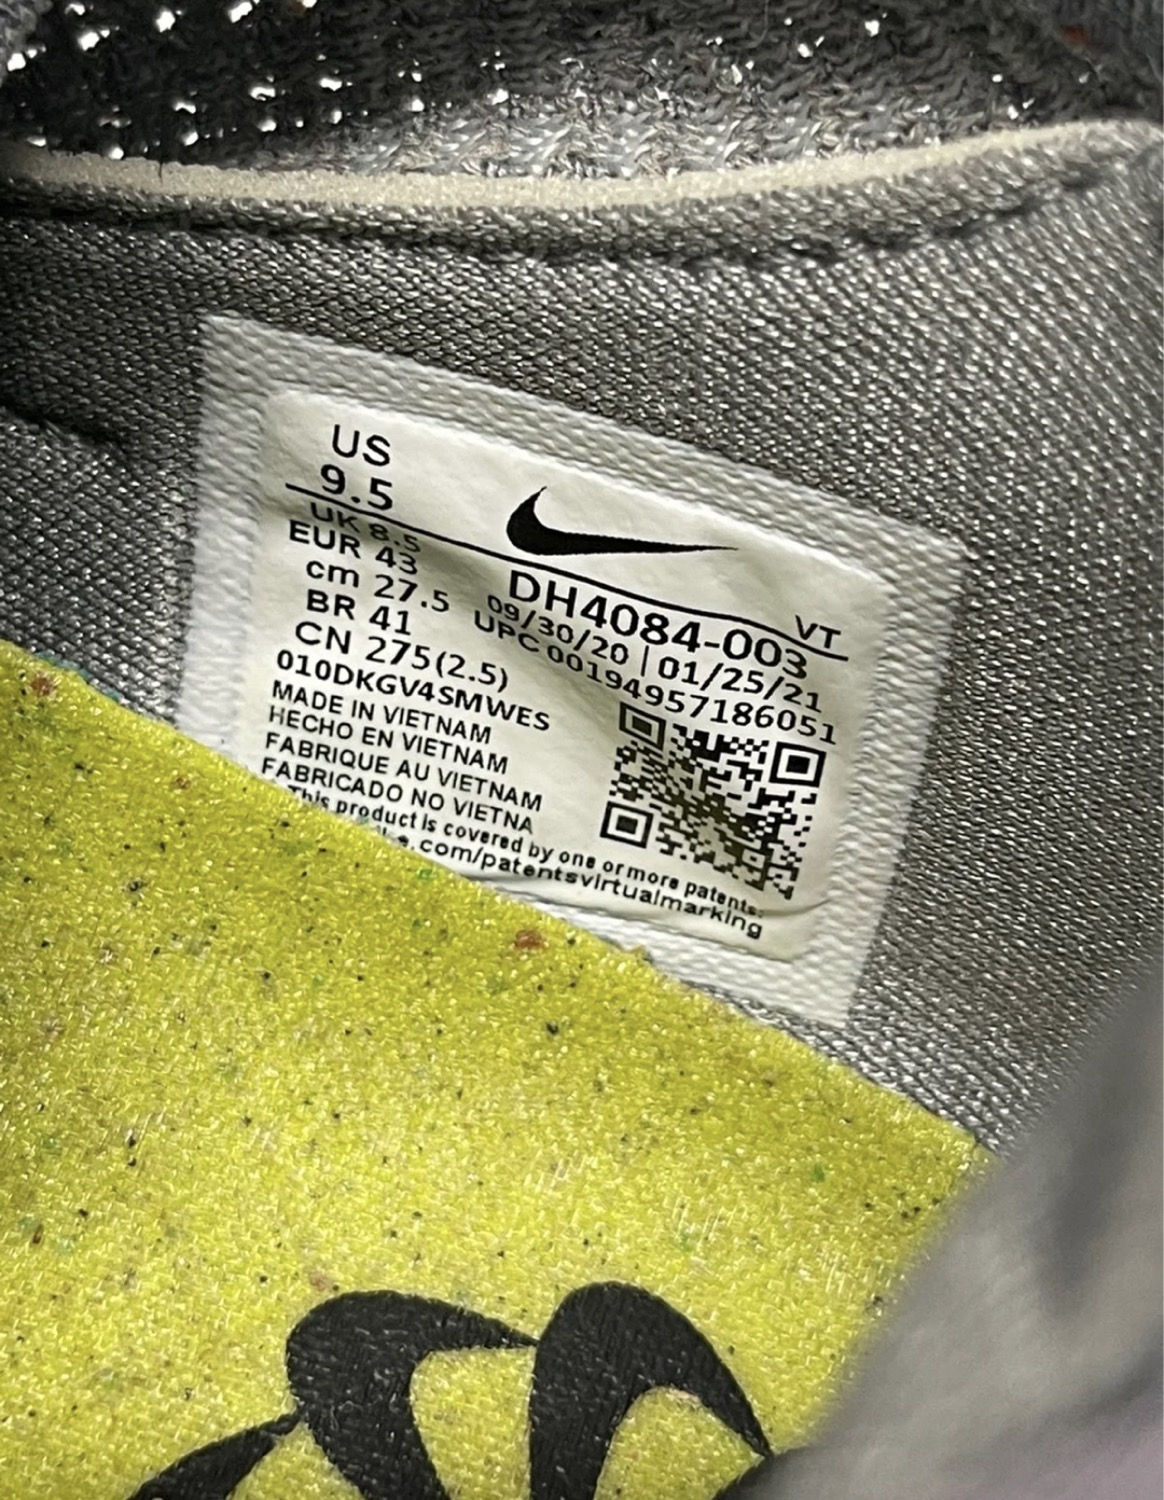 US
9.5
UK 8.5
EUR 43
cm 27.5
BR 41
CN 275(2.5)
010DKGV4SMWES
MADE IN VIETNAM
HECHO EN VIETNAM
FABRIQUE AU VIETNAM
FABRICADO NO VIETNA
This product is covered by one or more patents:
.com/patentsvirtualmarking
VT
DH4084-003
09/30/20 | 01/25/21
UPC 00194957186051